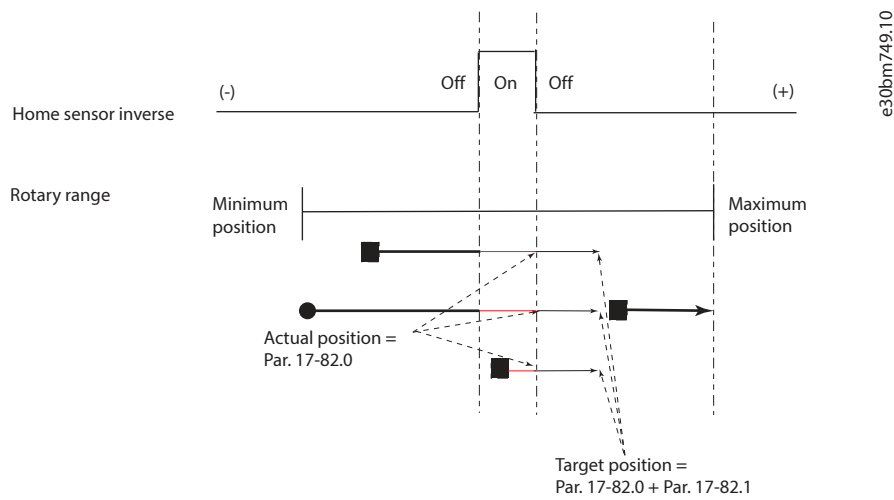 e30bm749.10
(-)
Off
On
Off
(+)
Home sensor inverse
Rotary range
Minimum
position
Maximum
position
Actual position =
Par. 17-82.0
Target position =
Par. 17-82.0 + Par. 17-82.1